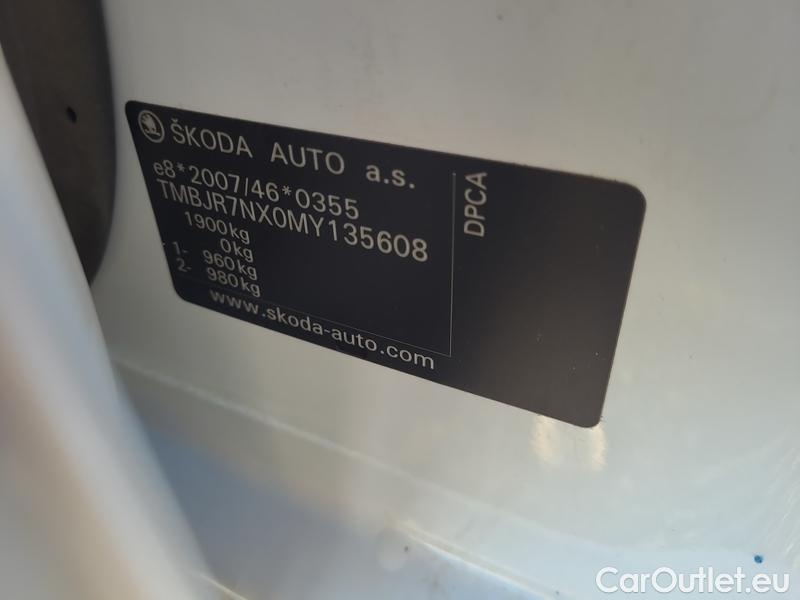 ŠKODA AUTO a.s.
e8*2007/46*0355
TMBJR7NX0MY135608
1900kg
0kg
1- 960kg
2- 980kg
www.skoda-auto.com
DPCA
CarOutlet.eu